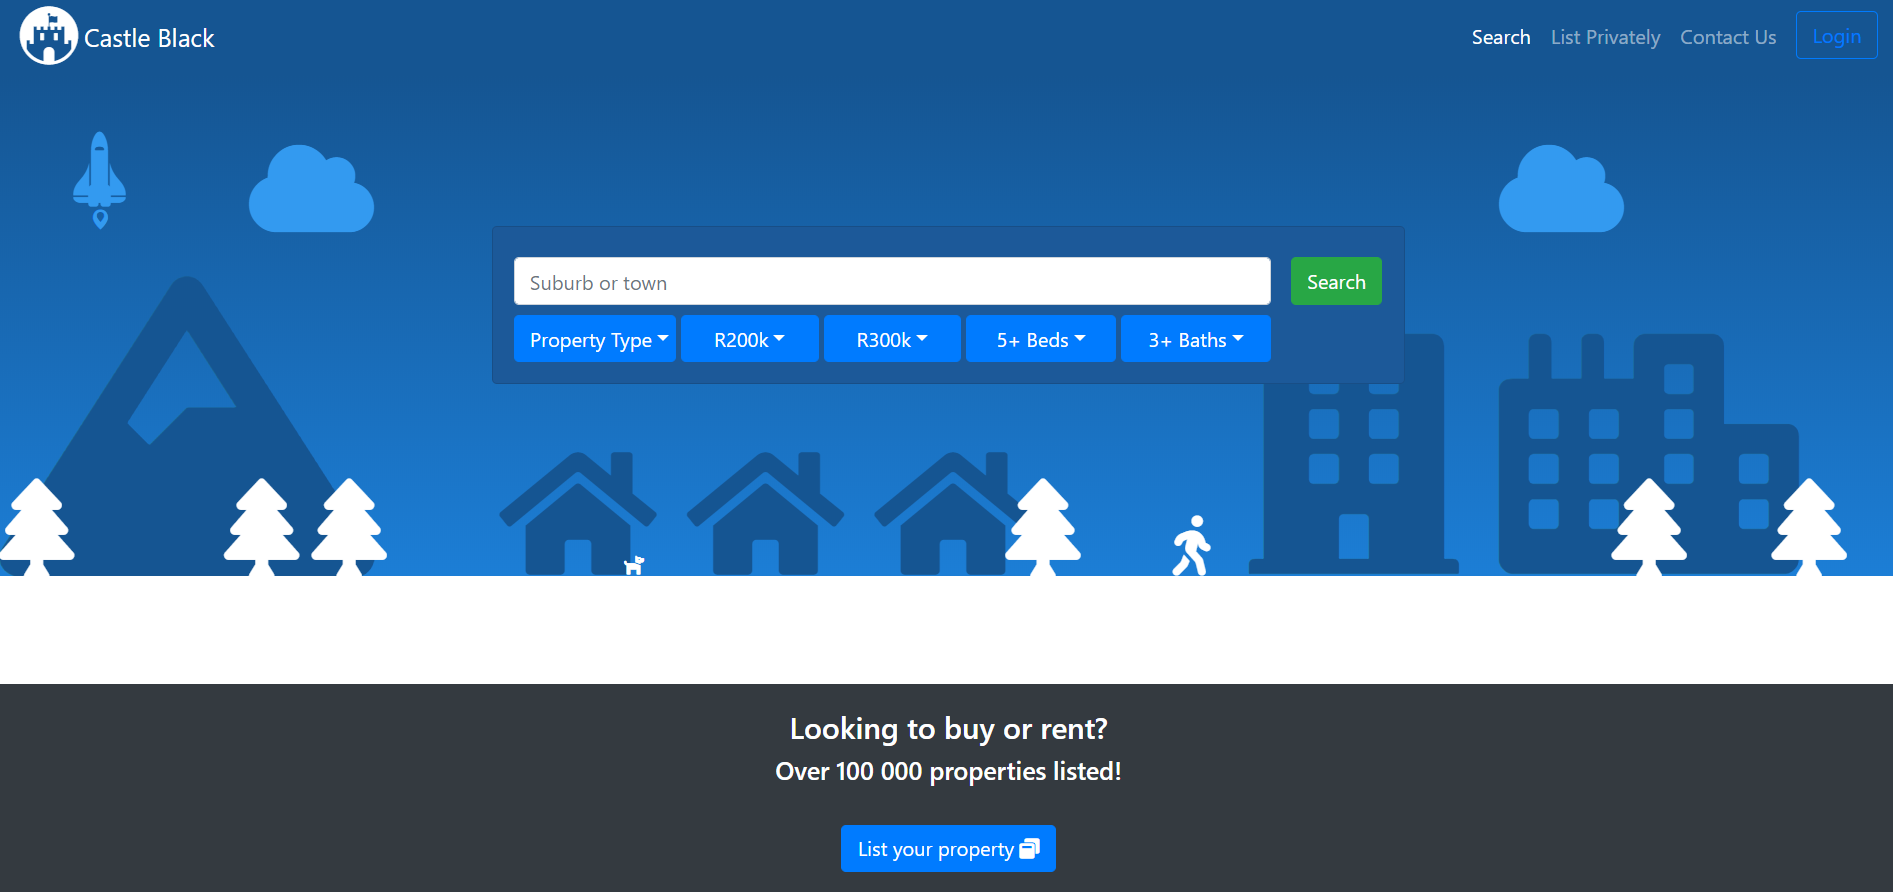 Castle Black
Search List Privately Contact Us Login
Suburb or town Search
Property Type R200k R300k 5+ Beds 3+ Baths
Looking to buy or rent?
Over 100 000 properties listed!
List your property